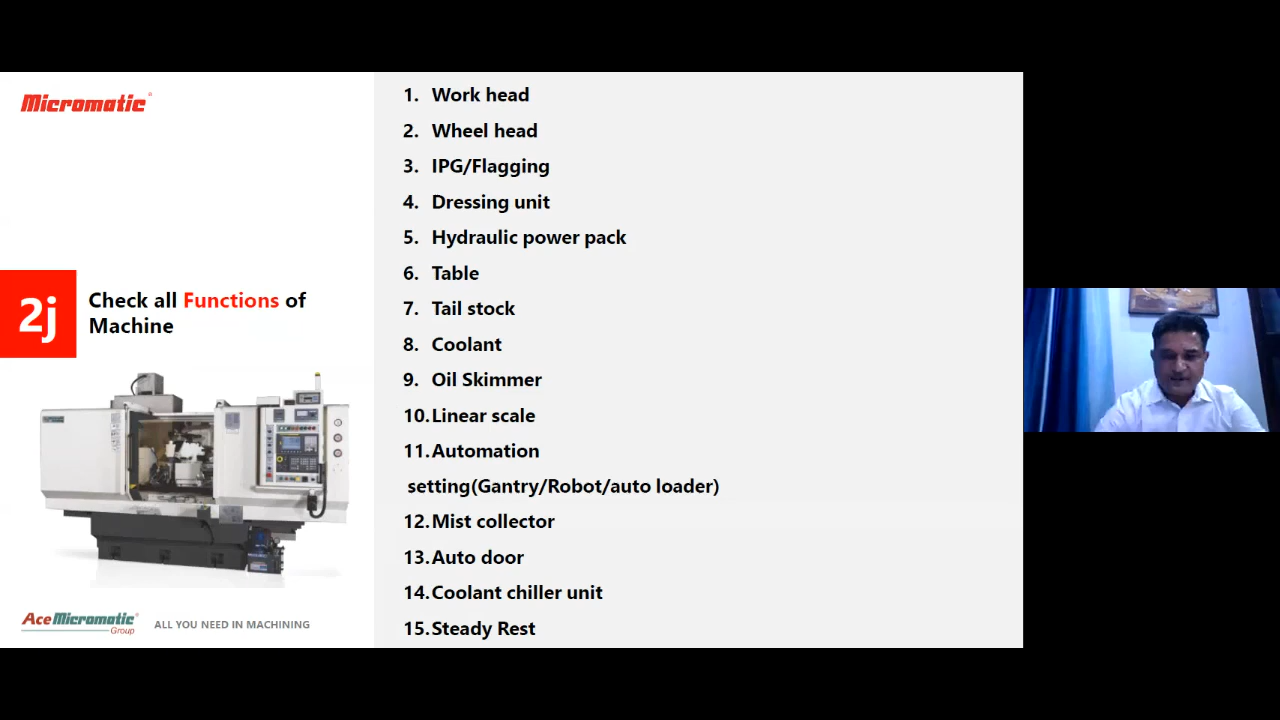 Micromatic
2j
Check all Functions of
Machine
AceMicromatic
Group
ALL YOU NEED IN MACHINING
1. Work head
2. Wheel head
3. IPG/Flagging
4. Dressing unit
5. Hydraulic power pack
6. Table
7. Tail stock
8. Coolant
9. Oil Skimmer
10.Linear scale
11.Automation
setting(Gantry/Robot/auto loader)
12.Mist collector
13.Auto door
14.Coolant chiller unit
15.Steady Rest